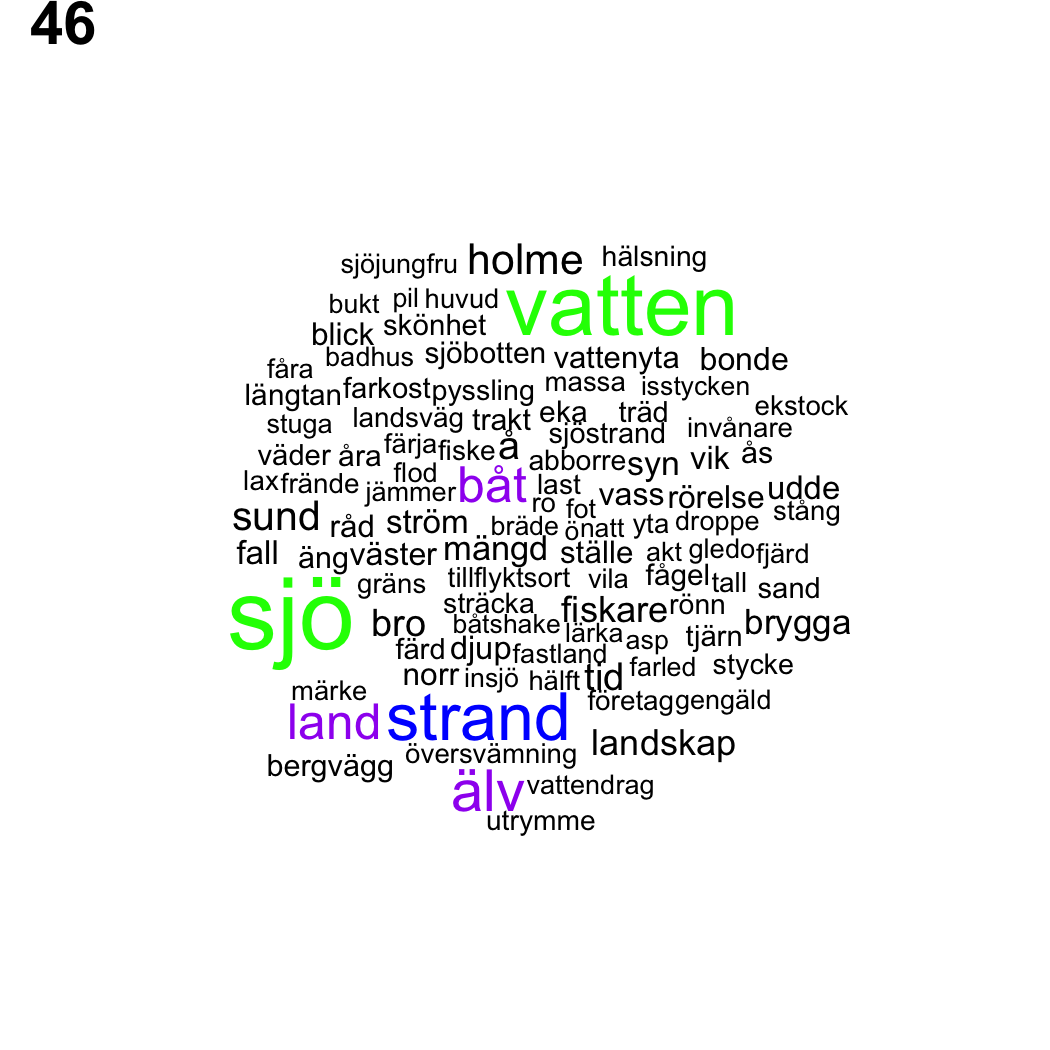 46
sjöjungfru holme hälsning
bukt pil huvud vatten
blick skönhet
badhus sjöbotten vattenyta bonde
fåra massa isstycken
längtan farkost pyssling
landsväg trakt eka träd ekstock
stuga sjöstrand invånare
väder åra färja fiske å abborre syn vik ås
lax frände jämmer flod båt last vass rörelse udde
ro fot stång
sund råd ström bräde önatt yta droppe
fall äng väster mängd ställe akt gledo fjärd
sjö gräns tillflyktsort vila fågel tall sand
sträcka fiskare rönn
bro båtshake lärka asp tjärn brygga
färd djup fastland
norr insjö hälft tid farled stycke
märke företag gengäld
land strand landskap
bergvägg översvämning
älv vattendrag
utrymme